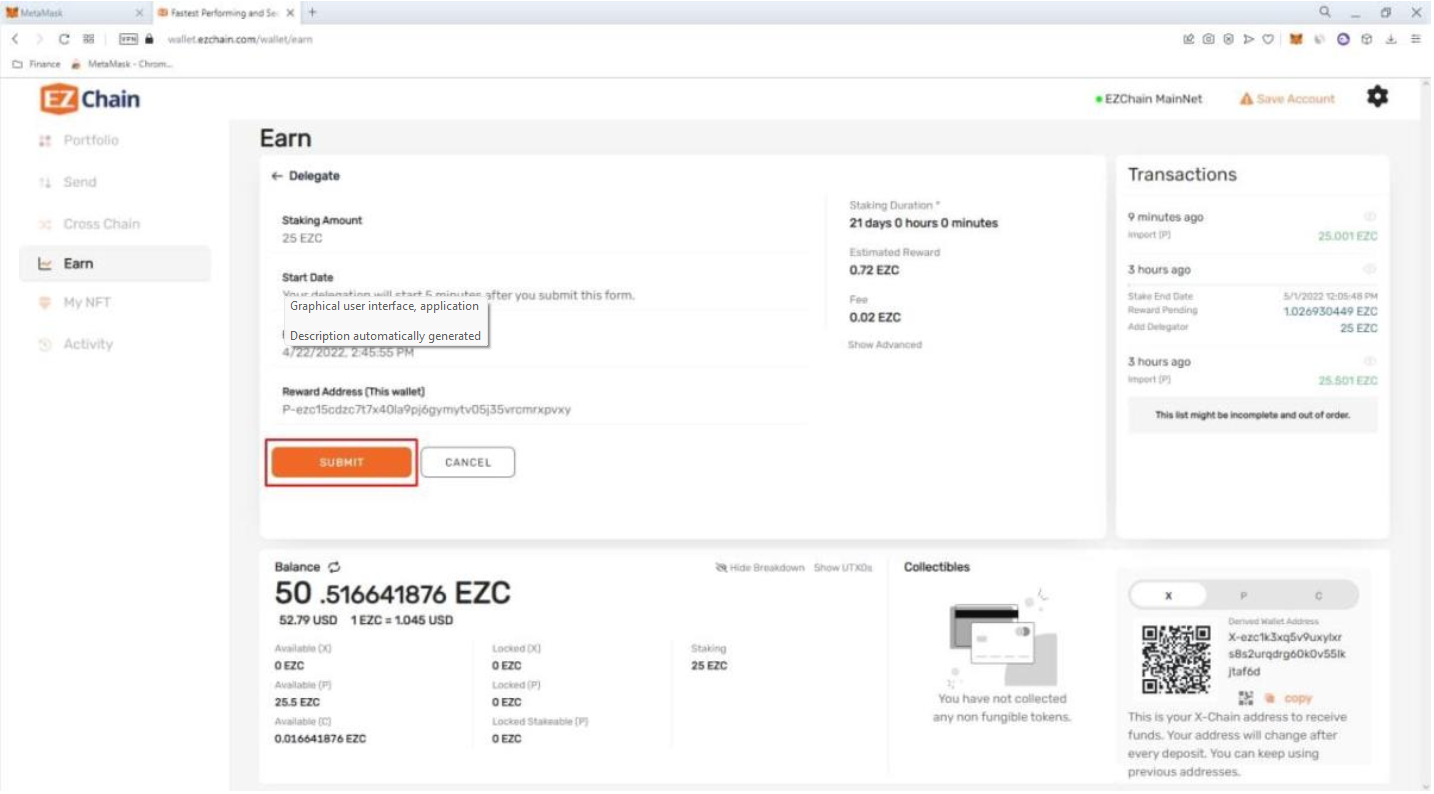 MetaMask
Fastest Performing and Se
VPN
wallet.ezchain.com/wallet/earn
Finance
MetaMask - Chrom...
EZ Chain
EZChain MainNet
Save Account
Portfolio
Send
Cross Chain
Earn
My NFT
Activity
Earn
Delegate
Staking Amount
25 EZC
Start Date
Your delegation will start 5 minutes after you submit this form.
Graphical user interface, application
Description automatically generated
4/22/2022, 2:45:55 PM
Reward Address (This wallet)
P-ezc15cdzc7t7x40la9pj6gymytv05j35vrcmrxpvxy
SUBMIT
CANCEL
Staking Duration *
21 days 0 hours 0 minutes
Estimated Reward
0.72 EZC
Fee
0.02 EZC
Show Advanced
Transactions
9 minutes ago
Import (P)
25.001 EZC
3 hours ago
Stake End Date
5/1/2022 12:05:48 PM
Reward Pending
1.026930449 EZC
Add Delegator
25 EZC
3 hours ago
Import (P)
25.501 EZC
This list might be incomplete and out of order.
Balance
Hide Breakdown
Show UTXOs
50 .516641876 EZC
52.79 USD 1 EZC = 1.045 USD
Available (X)
0 EZC
Available (P)
25.5 EZC
Available (C)
0.016641876 EZC
Locked (X)
0 EZC
Locked (P)
0 EZC
Locked Stakeable (P)
0 EZC
Staking
25 EZC
Collectibles
You have not collected
any non fungible tokens.
X
P
C
Derived Wallet Address
X-ezc1k3xq5v9uxylxr
s8s2urqdrg60k0v55lk
jtaf6d
copy
This is your X-Chain address to receive
funds. Your address will change after
every deposit. You can keep using
previous addresses.